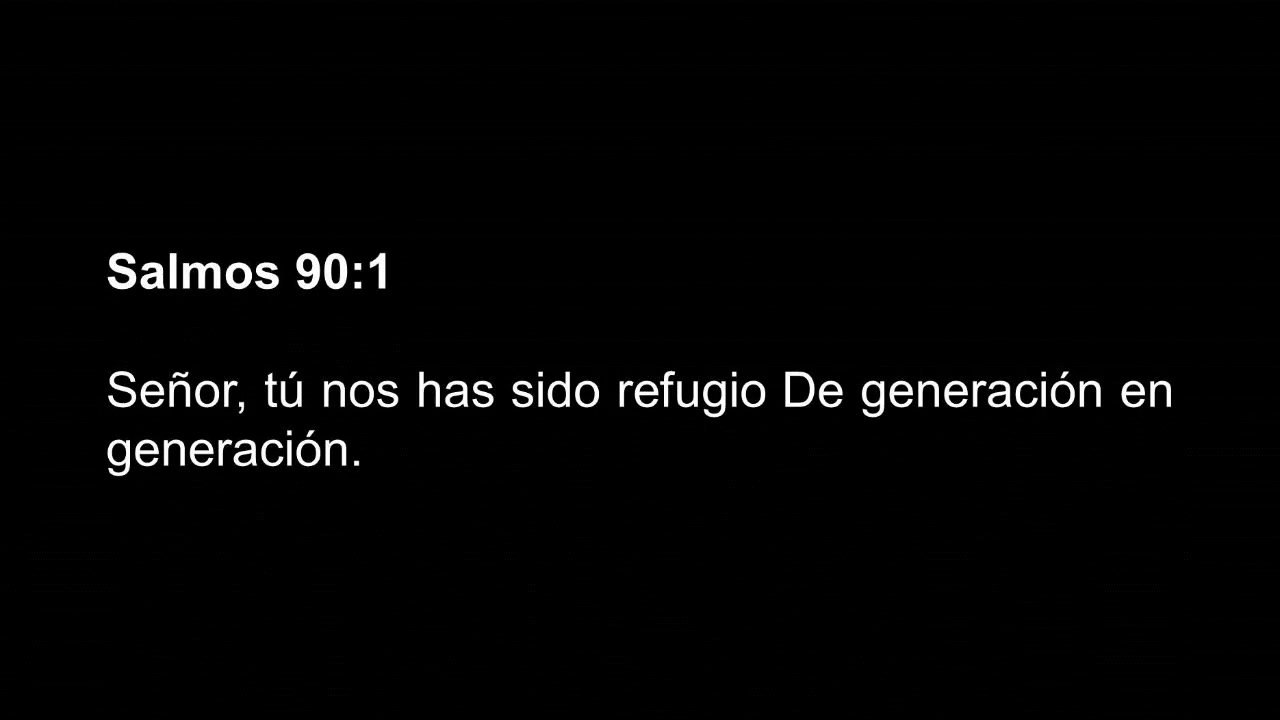 Salmos 90:1
Señor, tú nos has sido refugio De generación en
generación.